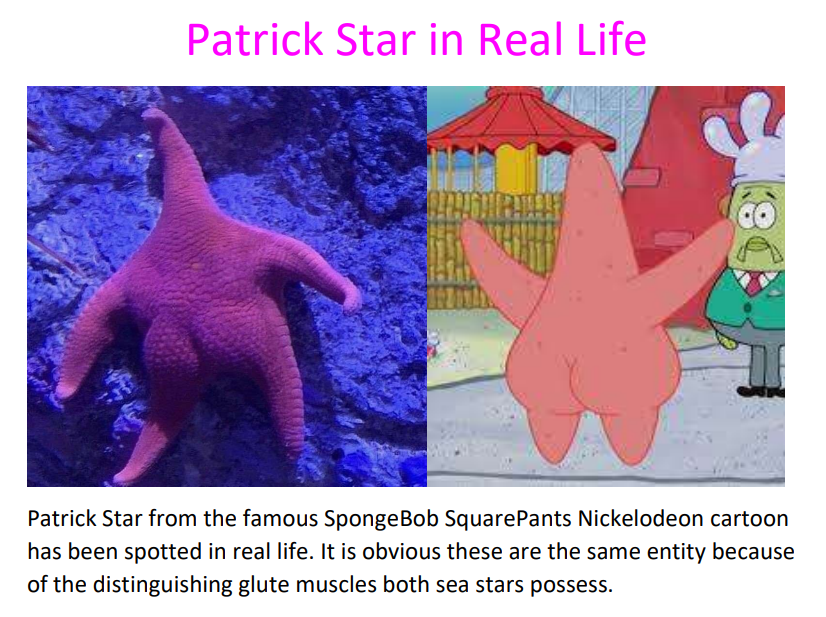 Patrick Star in Real Life
Patrick Star from the famous SpongeBob SquarePants Nickelodeon cartoon
has been spotted in real life. It is obvious these are the same entity because
of the distinguishing glute muscles both sea stars possess.